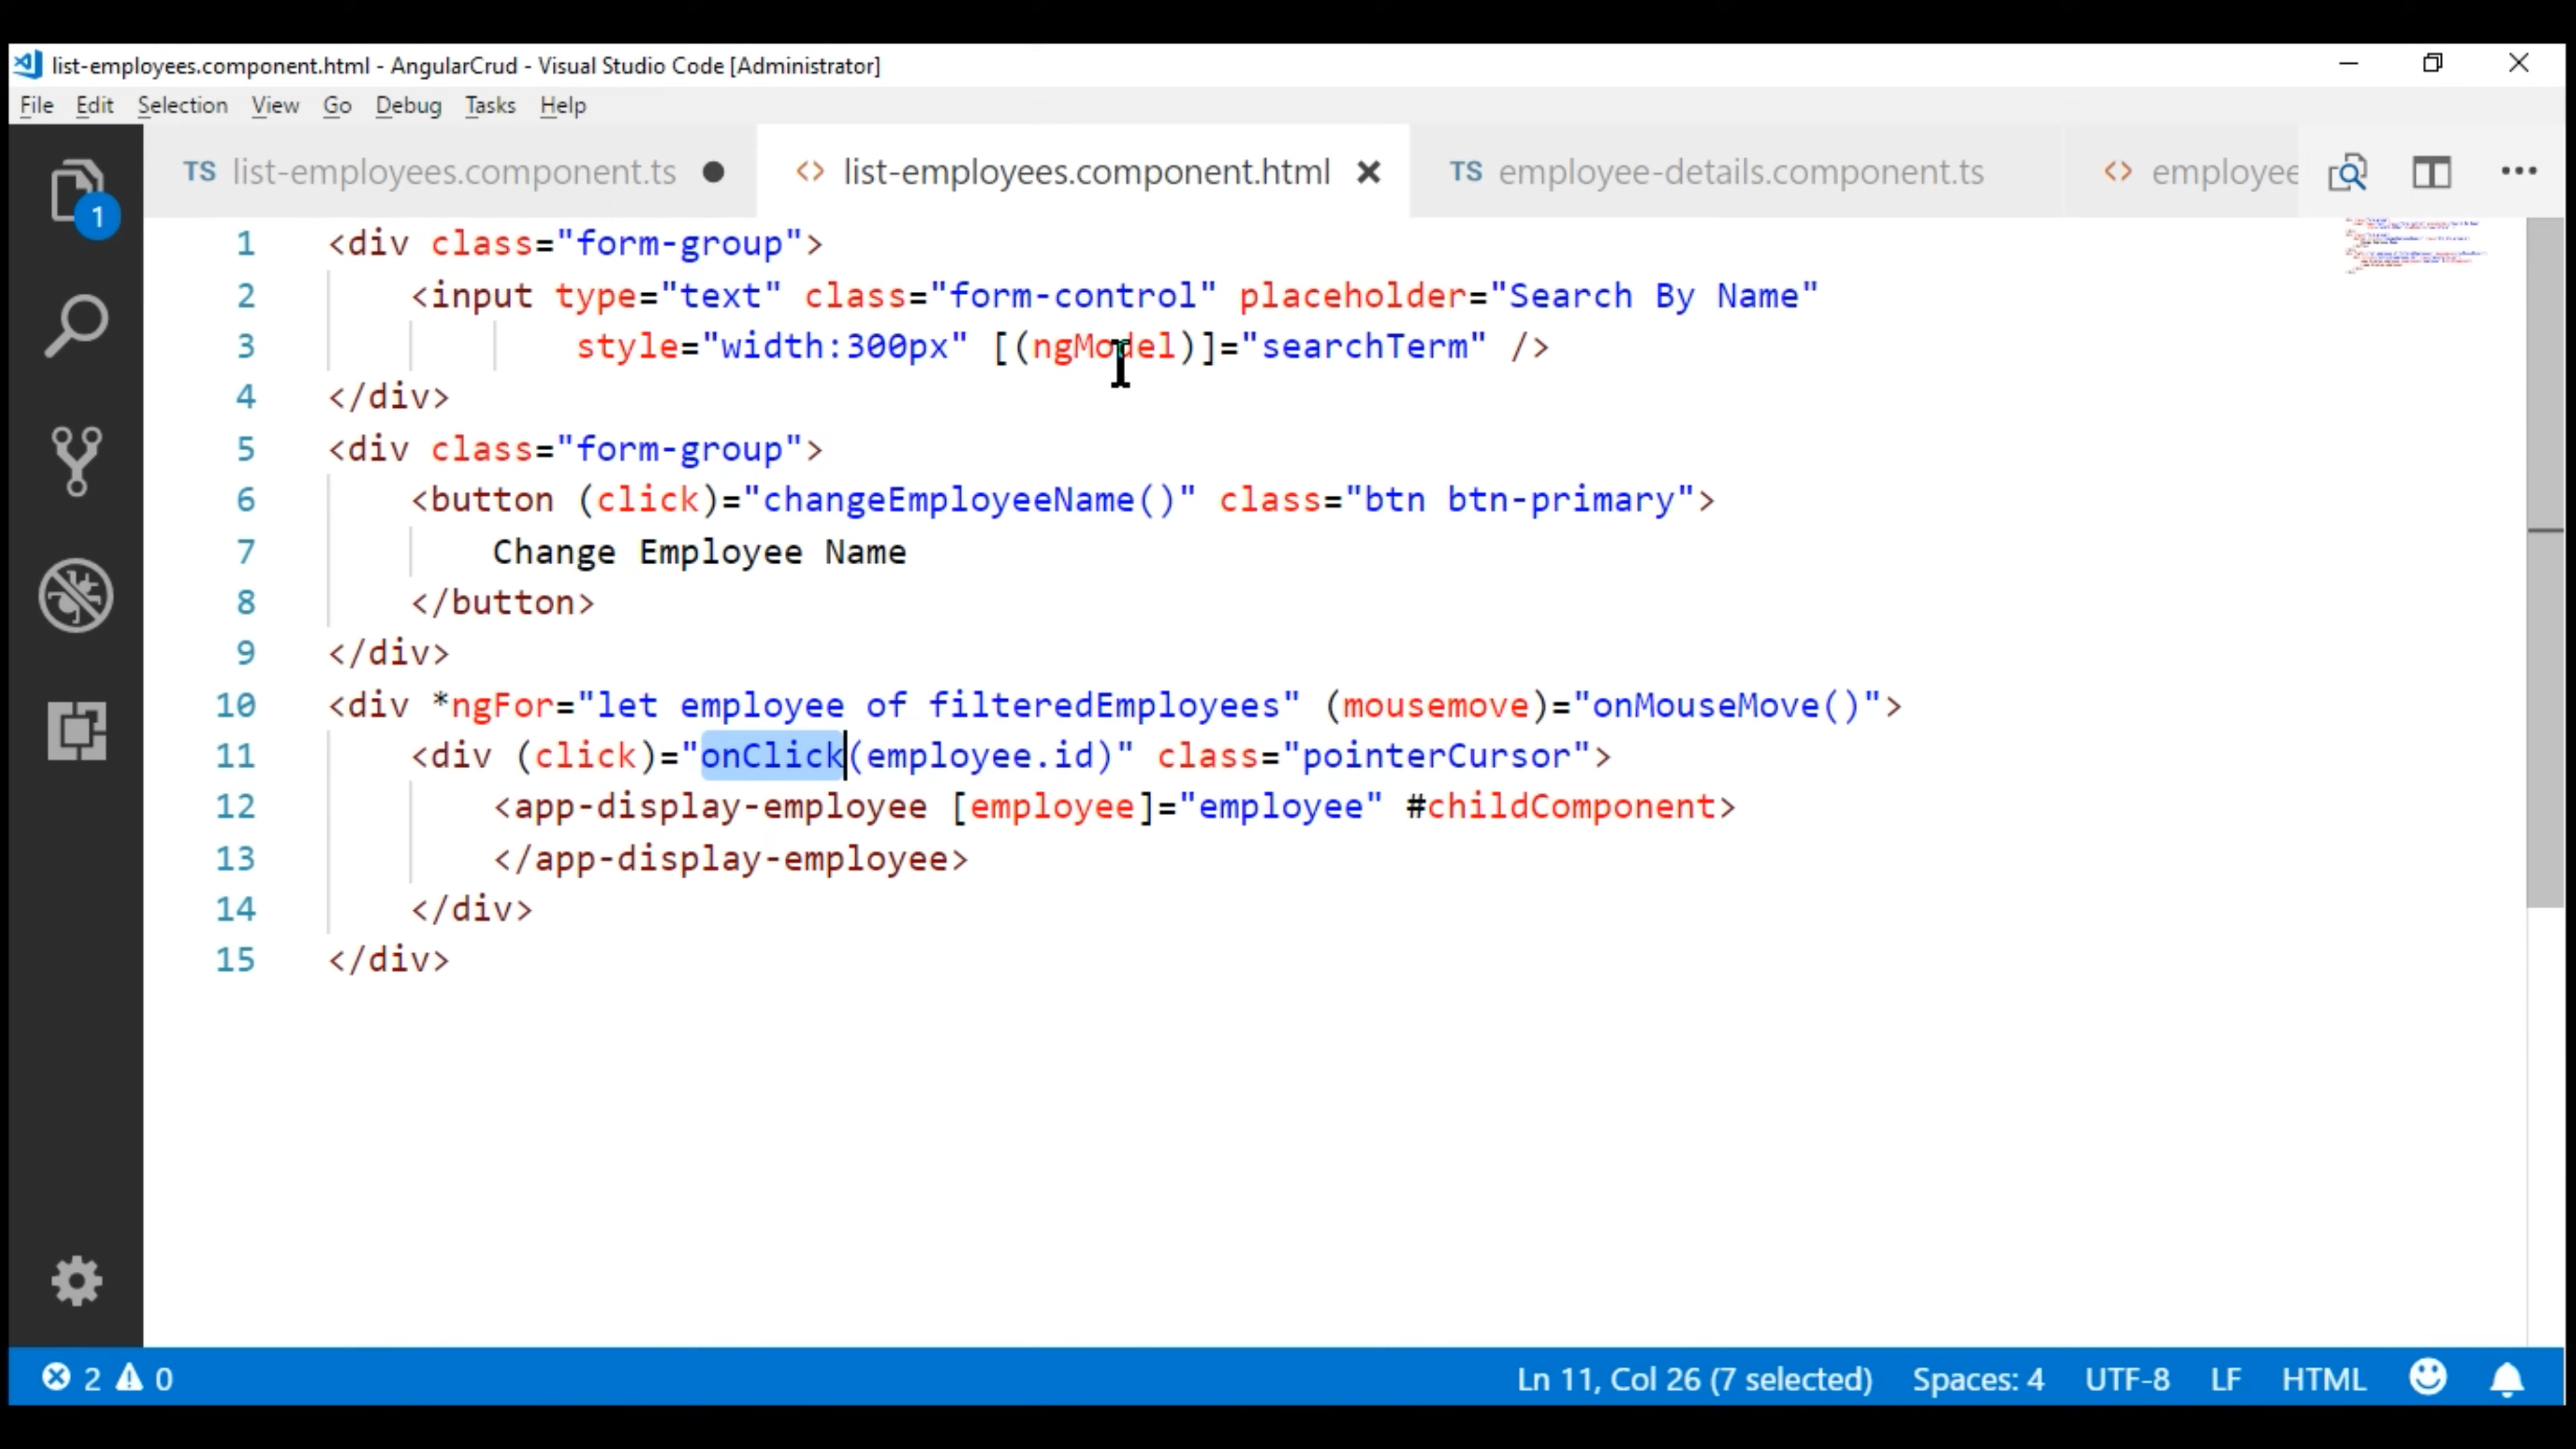 list-employees.component.html - AngularCrud - Visual Studio Code [Administrator]
File Edit Selection View Go Debug Tasks Help
1
TS list-employees.component.ts
<> list-employees.component.html
TS employee-details.component.ts
<> employee
1 <div class="form-group">
2 <input type="text" class="form-control" placeholder="Search By Name"
3 style="width:300px" [(ngModel)]="searchTerm" />
4 </div>
5 <div class="form-group">
6 <button (click)="changeEmployeeName()" class="btn btn-primary">
7 Change Employee Name
8 </button>
9 </div>
10 <div *ngFor="let employee of filteredEmployees" (mousemove)="onMouseMove()">
11 <div (click)="onClick(employee.id)" class="pointerCursor">
12 <app-display-employee [employee]="employee" #childComponent>
13 </app-display-employee>
14 </div>
15 </div>
2 0 Ln 11, Col 26 (7 selected) Spaces: 4 UTF-8 LF HTML